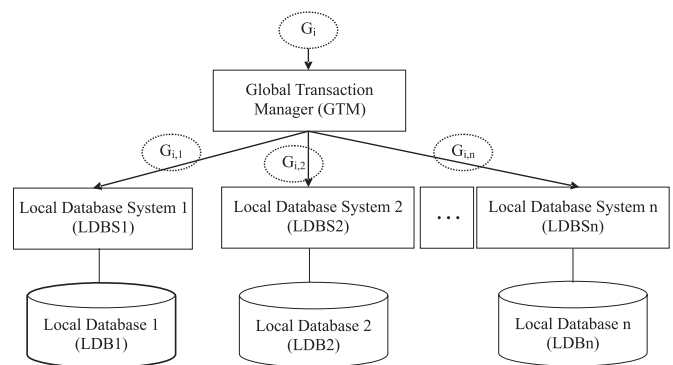 Gi
Global Transaction
Manager (GTM)
Gi,1
Gi,2
Gi,n
Local Database System 1
(LDBS1)
Local Database System 2
(LDBS2)
...
Local Database System n
(LDBSn)
Local Database 1
(LDB1)
Local Database 2
(LDB2)
Local Database n
(LDBn)